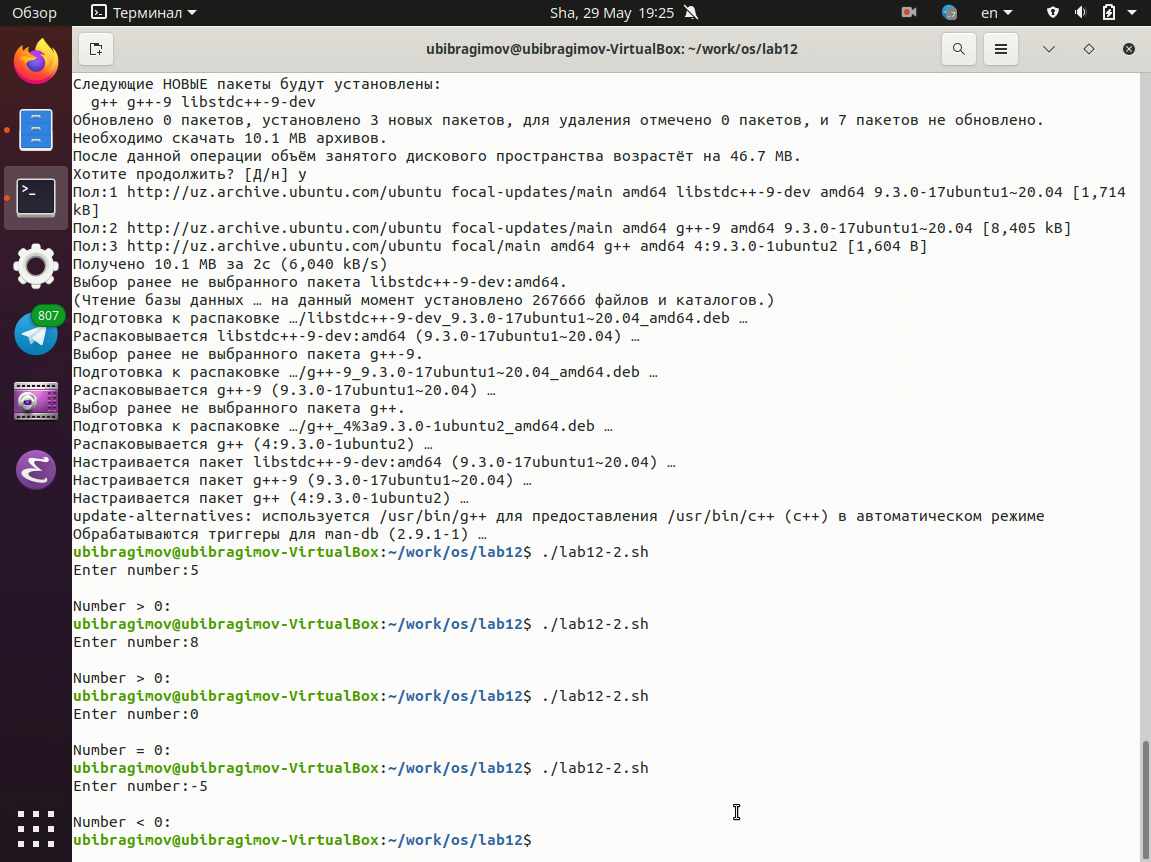 Обзор Терминал Sha, 29 May 19:25 en
ubibragimov@ubibragimov-VirtualBox: ~/work/os/lab12
807
Следующие НОВЫЕ пакеты будут установлены:
  g++ g++-9 libstdc++-9-dev
Обновлено 0 пакетов, установлено 3 новых пакетов, для удаления отмечено 0 пакетов, и 7 пакетов не обновлено.
Необходимо скачать 10.1 MB архивов.
После данной операции объём занятого дискового пространства возрастёт на 46.7 MB.
Хотите продолжить? [Д/н] y
Пол:1 http://uz.archive.ubuntu.com/ubuntu focal-updates/main amd64 libstdc++-9-dev amd64 9.3.0-17ubuntu1~20.04 [1,714
kB]
Пол:2 http://uz.archive.ubuntu.com/ubuntu focal-updates/main amd64 g++-9 amd64 9.3.0-17ubuntu1~20.04 [8,405 kB]
Пол:3 http://uz.archive.ubuntu.com/ubuntu focal/main amd64 g++ amd64 4:9.3.0-1ubuntu2 [1,604 B]
Получено 10.1 MB за 2с (6,040 kB/s)
Выбор ранее не выбранного пакета libstdc++-9-dev:amd64.
(Чтение базы данных … на данный момент установлено 267666 файлов и каталогов.)
Подготовка к распаковке …/libstdc++-9-dev_9.3.0-17ubuntu1~20.04_amd64.deb …
Распаковывается libstdc++-9-dev:amd64 (9.3.0-17ubuntu1~20.04) …
Выбор ранее не выбранного пакета g++-9.
Подготовка к распаковке …/g++-9_9.3.0-17ubuntu1~20.04_amd64.deb …
Распаковывается g++-9 (9.3.0-17ubuntu1~20.04) …
Выбор ранее не выбранного пакета g++.
Подготовка к распаковке …/g++_4%3a9.3.0-1ubuntu2_amd64.deb …
Распаковывается g++ (4:9.3.0-1ubuntu2) …
Настраивается пакет libstdc++-9-dev:amd64 (9.3.0-17ubuntu1~20.04) …
Настраивается пакет g++-9 (9.3.0-17ubuntu1~20.04) …
Настраивается пакет g++ (4:9.3.0-1ubuntu2) …
update-alternatives: используется /usr/bin/g++ для предоставления /usr/bin/c++ (c++) в автоматическом режиме
Обрабатываются триггеры для man-db (2.9.1-1) …
ubibragimov@ubibragimov-VirtualBox:~/work/os/lab12$ ./lab12-2.sh
Enter number:5
Number > 0:
ubibragimov@ubibragimov-VirtualBox:~/work/os/lab12$ ./lab12-2.sh
Enter number:8
Number > 0:
ubibragimov@ubibragimov-VirtualBox:~/work/os/lab12$ ./lab12-2.sh
Enter number:0
Number = 0:
ubibragimov@ubibragimov-VirtualBox:~/work/os/lab12$ ./lab12-2.sh
Enter number:-5
Number < 0:
ubibragimov@ubibragimov-VirtualBox:~/work/os/lab12$